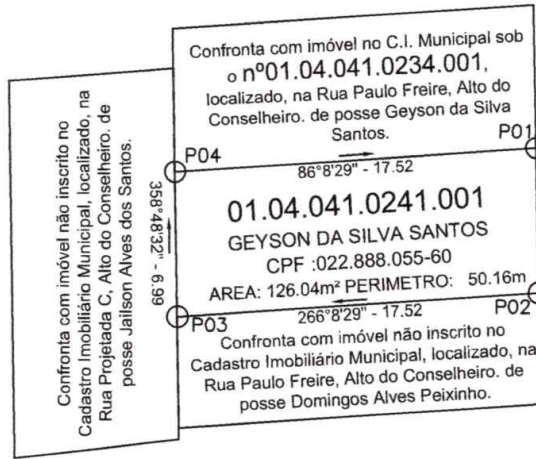 Confronta com imóvel no C.I. Municipal sob
o nº01.04.041.0234.001,
localizado, na Rua Paulo Freire, Alto do
Conselheiro. de posse Geyson da Silva
Santos.
Confronta com imóvel não inscrito no
Cadastro Imobiliário Municipal, localizado, na
Rua Projetada C, Alto do Conselheiro. de
posse Jailson Alves dos Santos.
P04
P01
86°8'29" - 17.52
358°48'32" - 6.99
01.04.041.0241.001
GEYSON DA SILVA SANTOS
CPF :022.888.055-60
AREA: 126.04m² PERIMETRO: 50.16m
P03
266°8'29" - 17.52
P02
Confronta com imóvel não inscrito no
Cadastro Imobiliário Municipal, localizado, na
Rua Paulo Freire, Alto do Conselheiro. de
posse Domingos Alves Peixinho.